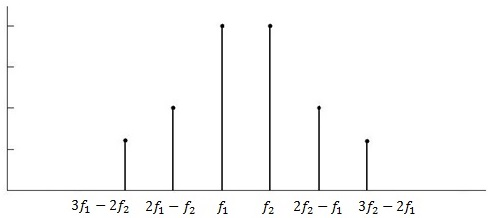 3f₁ − 2f₂ 2f₁ − f₂ f₁ f₂ 2f₂ − f₁ 3f₂ − 2f₁